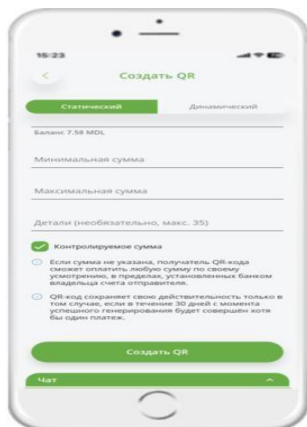 15:23
Создать QR
Статический Динамический
Баланс 7.58 MDL
Минимальная сумма
Максимальная сумма
Детали (необязательно, макс. 35)
Контролируемое сумма
Если сумма не указана, получатель QR-кода
сможет оплатить любую сумму по своему
усмотрению, в пределах, установленных банком
владельца счета отправителя.
QR-код сохраняет свою действительность только в
том случае, если в течение 30 дней с момента
успешного генерирования будет совершен хотя
бы один платеж.
Создать QR
Чат